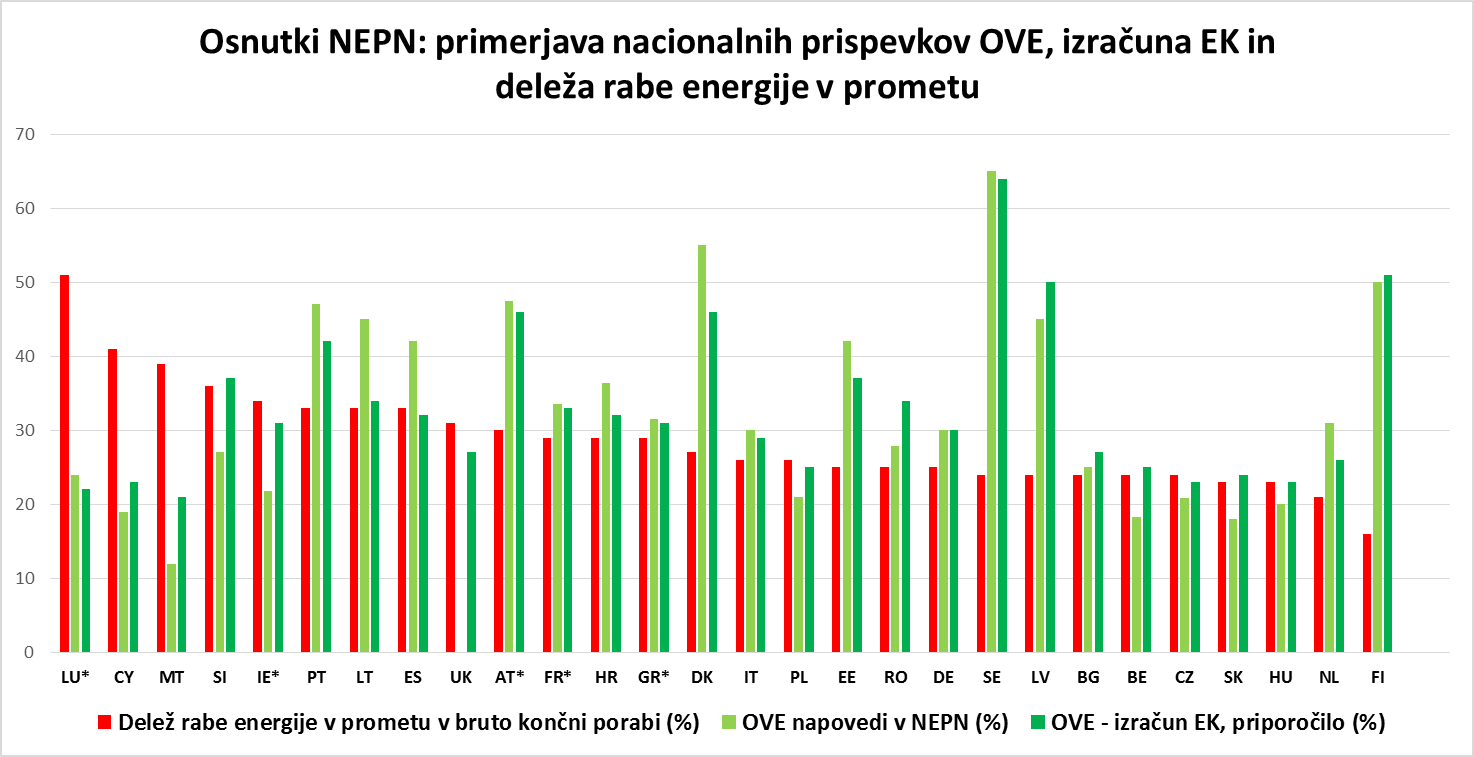 Osnutki NEPN: primerjava nacionalnih prispevkov OVE, izračuna EK in
deleža rabe energije v prometu
70
60
50
40
30
20
10
0
LU* CY MT SI IE* PT LT ES UK AT* FR* HR GR* DK IT PL EE RO DE SE LV BG BE CZ SK HU NL FI
Delež rabe energije v prometu v bruto končni porabi (%) OVE napovedi v NEPN (%) OVE - izračun EK, priporočilo (%)